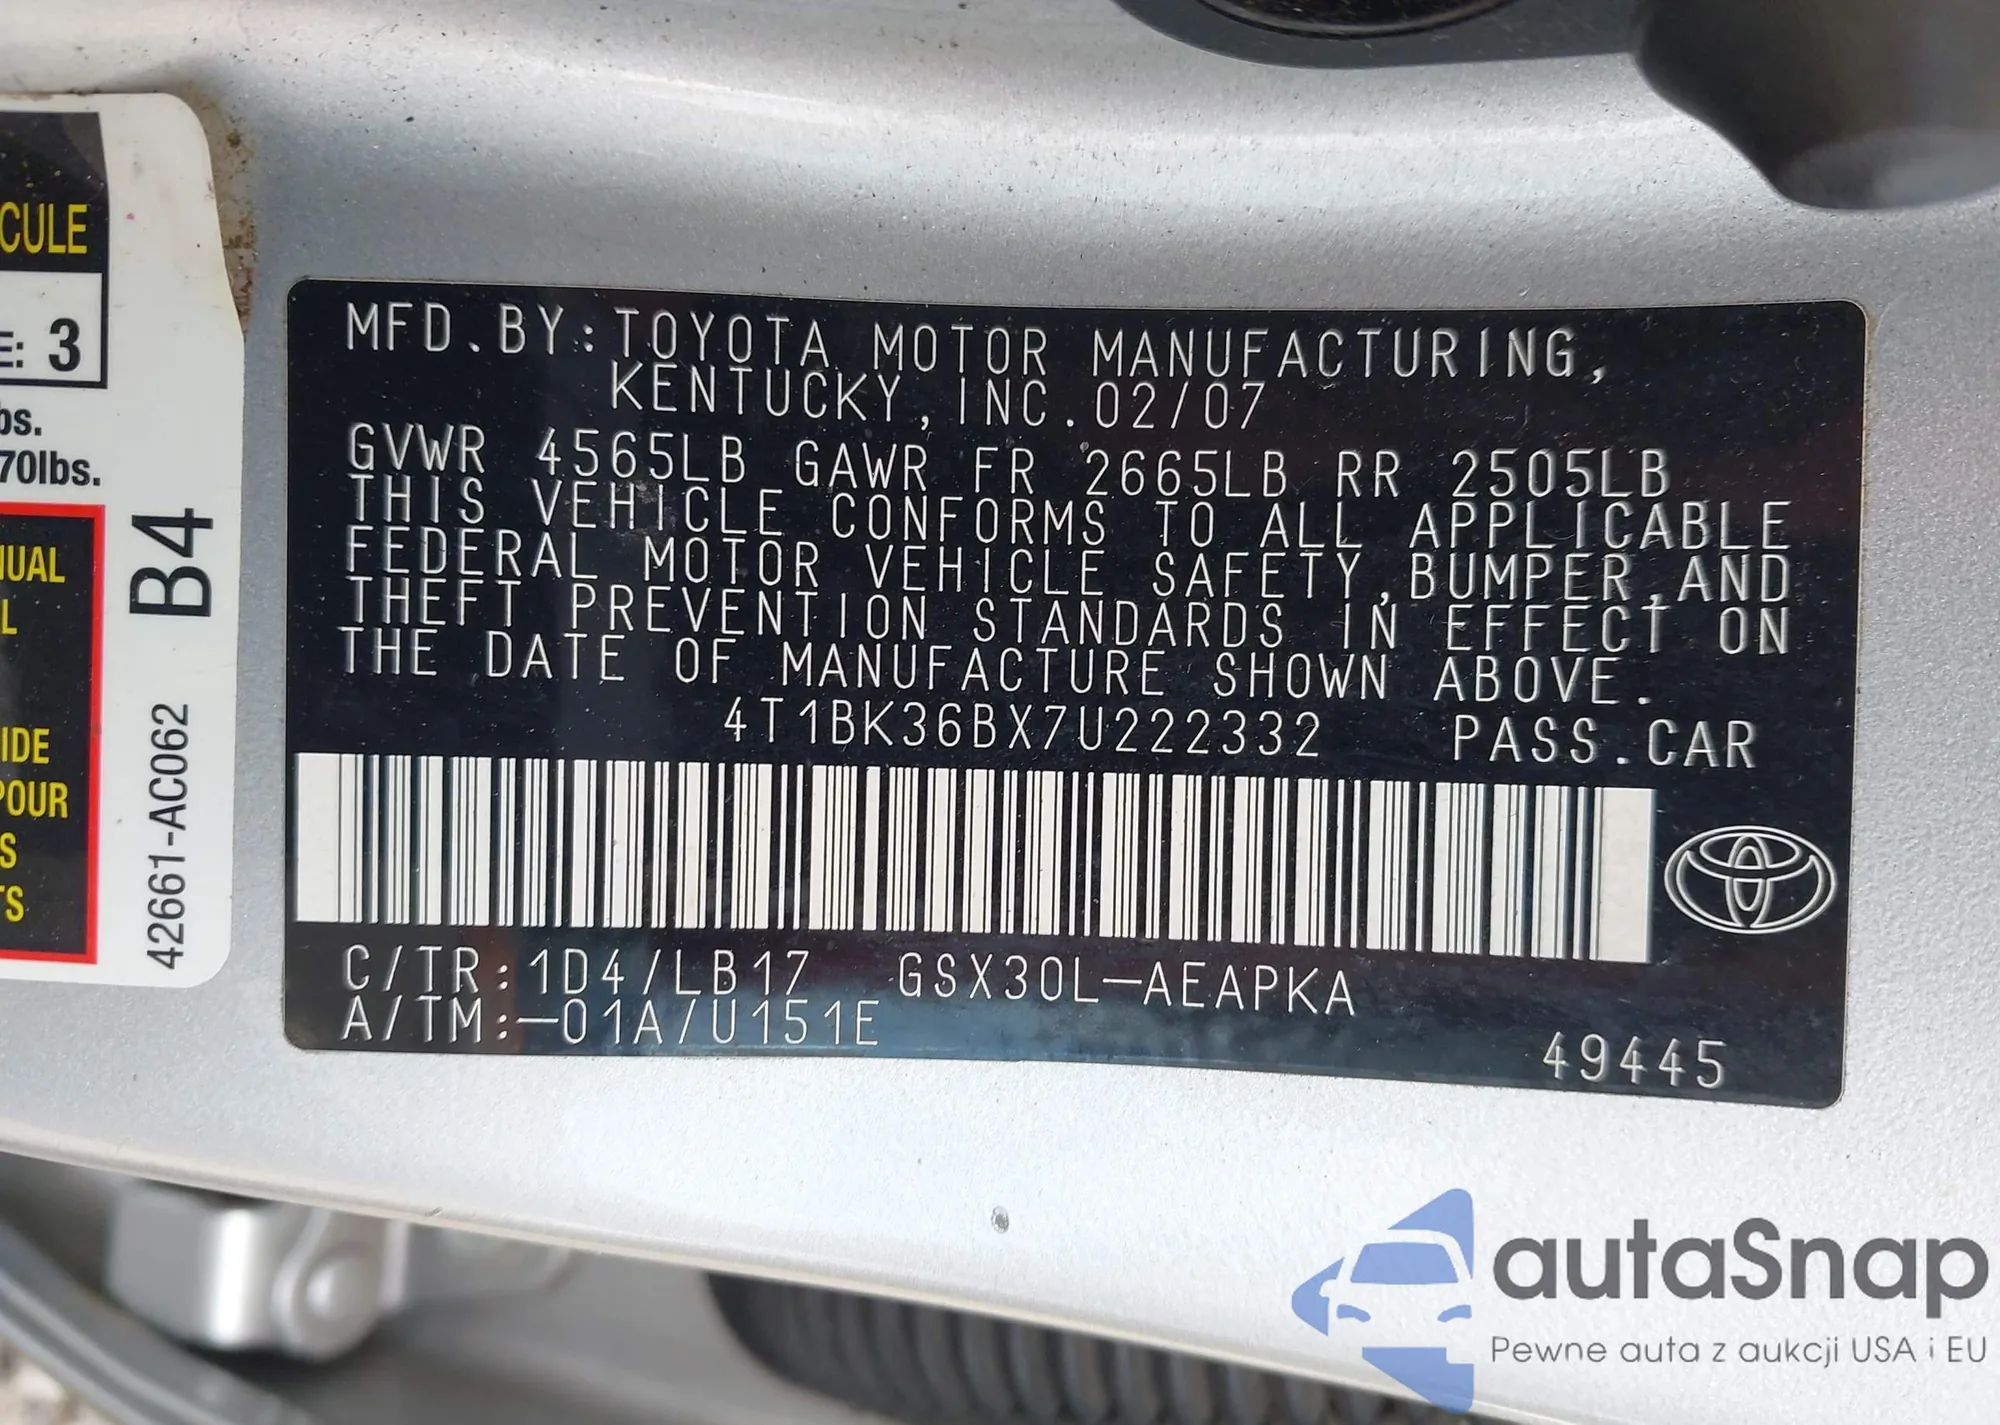 CULE
E: 3
bs.
70lbs.
NUAL
L
IDE
POUR
S
TS
B4
42661-AC062
MFD. BY: TOYOTA MOTOR MANUFACTURING,
KENTUCKY, INC. 02/07
GVWR 4565LB GAWR FR 2665LB RR 2505LB
THIS VEHICLE CONFORMS TO ALL APPLICABLE
FEDERAL MOTOR VEHICLE SAFETY, BUMPER, AND
THEFT PREVENTION STANDARDS IN EFFECT ON
THE DATE OF MANUFACTURE SHOWN ABOVE.
4T1BK36BX7U222332 PASS. CAR
C/TR: 1D4/LB17 GSX30L-AEAPKA
A/TM: -01A/U151E
49445
autaSnap
Pewne auta z aukcji USA i EU